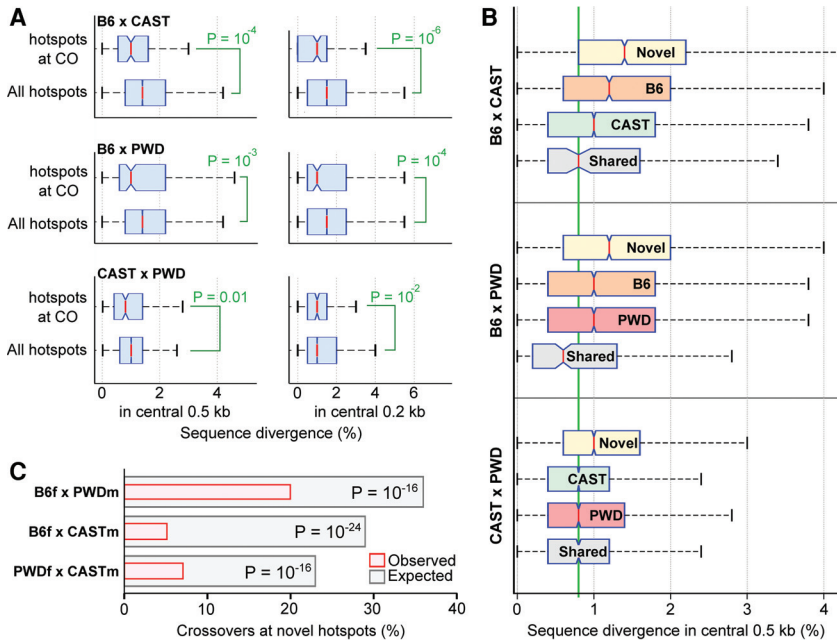 A
B6 x CAST
hotspots
at CO
All hotspots
P = 10-4
P = 10-6
B6 x PWD
hotspots
at CO
All hotspots
P = 10-3
P = 10-4
CAST x PWD
hotspots
at CO
All hotspots
P = 0.01
P = 10-2
0 2 4
0 2 4 6
in central 0.5 kb
in central 0.2 kb
Sequence divergence (%)
B
B6 x CAST
Novel
B6
CAST
Shared
B6 x PWD
Novel
B6
PWD
Shared
CAST x PWD
Novel
CAST
PWD
Shared
0 1 2 3 4
Sequence divergence in central 0.5 kb (%)
C
B6f x PWDm
P = 10-16
B6f x CASTm
P = 10-24
PWDf x CASTm
P = 10-16
Observed
Expected
0 10 20 30 40
Crossovers at novel hotspots (%)